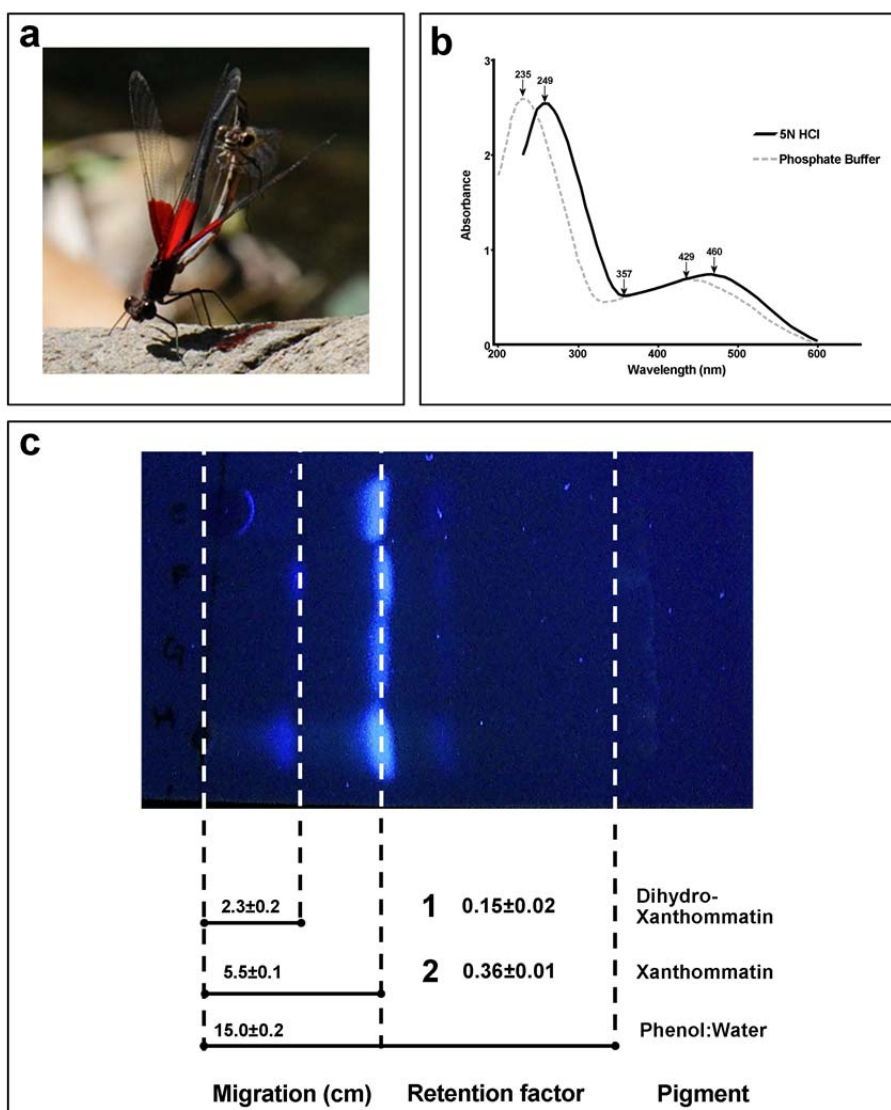 a
b
3
2
1
0
Absorbance
235
249
357
429
460
5N HCl
Phosphate Buffer
200
300
400
500
600
Wavelength (nm)
c
F
G
2.3±0.2
1
0.15±0.02
Dihydro-
Xanthommatin
5.5±0.1
2
0.36±0.01
Xanthommatin
15.0±0.2
Phenol:Water
Migration (cm)
Retention factor
Pigment